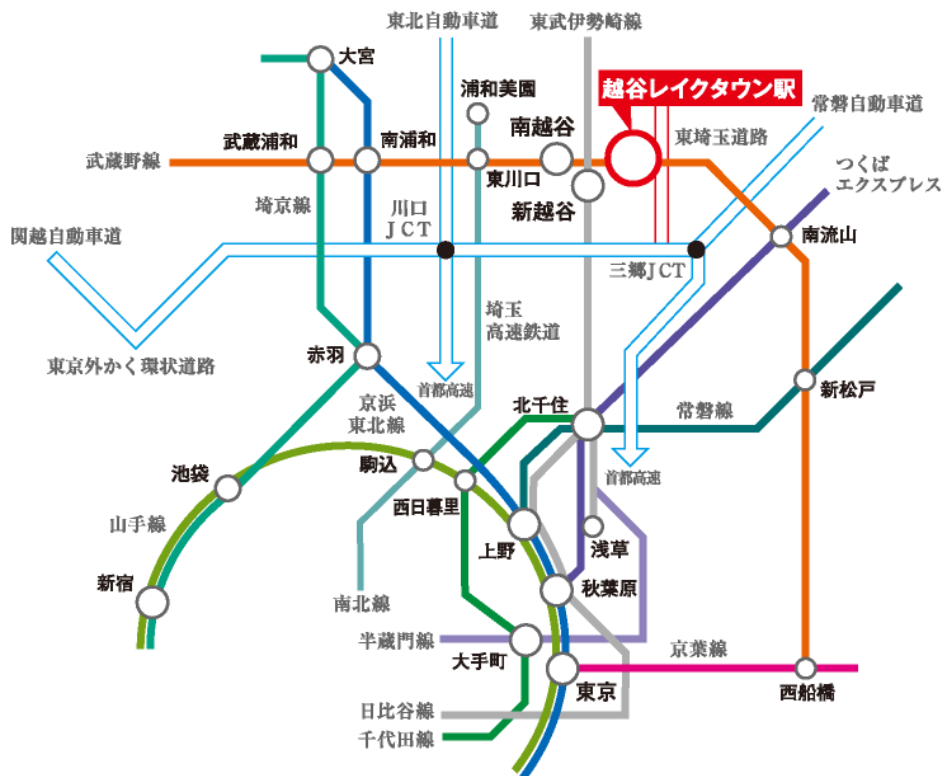 東北自動車道
東武伊勢崎線
大宮
浦和美園
越谷レイクタウン駅
常磐自動車道
武蔵浦和
南浦和
南越谷
東埼玉道路
武蔵野線
東川口
つくば
エクスプレス
埼京線
川口
JCT
新越谷
関越自動車道
南流山
三郷JCT
埼玉
高速鉄道
赤羽
東京外かく環状道路
首都高速
新松戸
京浜
東北線
北千住
常磐線
駒込
池袋
首都高速
西日暮里
山手線
上野
浅草
新宿
秋葉原
南北線
半蔵門線
大手町
京葉線
東京
西船橋
日比谷線
千代田線